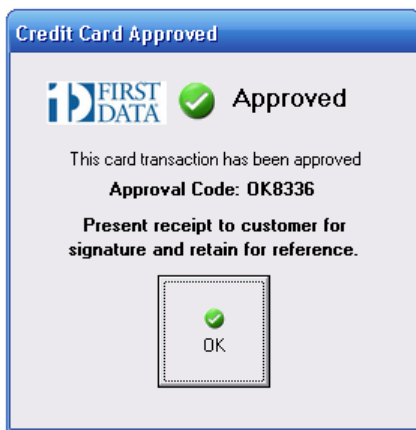 Credit Card Approved
FIRST
DATA
Approved
This card transaction has been approved
Approval Code: OK8336
Present receipt to customer for
signature and retain for reference.
OK